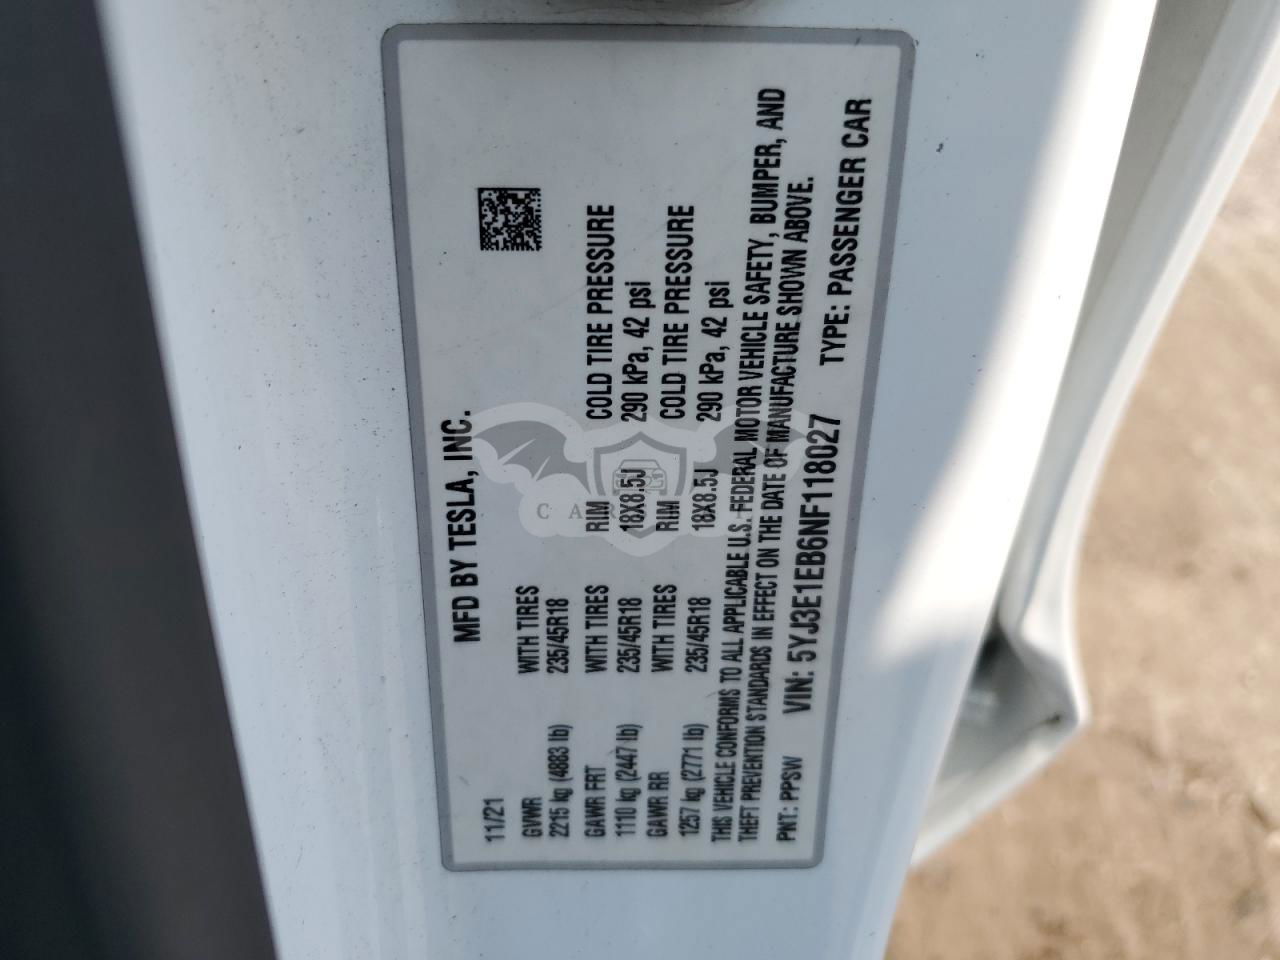 MFD BY TESLA, INC.
11/21
GVWR WITH TIRES
2215 kg (4883 lb) 235/45R18
GAWR FRT WITH TIRES RIM COLD TIRE PRESSURE
1110 kg (2447 lb) 235/45R18 18X8.5J 290 kPa, 42 psi
GAWR RR WITH TIRES RIM COLD TIRE PRESSURE
1257 kg (2771 lb) 235/45R18 18X8.5J 290 kPa, 42 psi
THIS VEHICLE CONFORMS TO ALL APPLICABLE U.S. FEDERAL MOTOR VEHICLE SAFETY, BUMPER, AND
THEFT PREVENTION STANDARDS IN EFFECT ON THE DATE OF MANUFACTURE SHOWN ABOVE.
PNT: PPSW VIN: 5YJ3E1EB6NF118027 TYPE: PASSENGER CAR